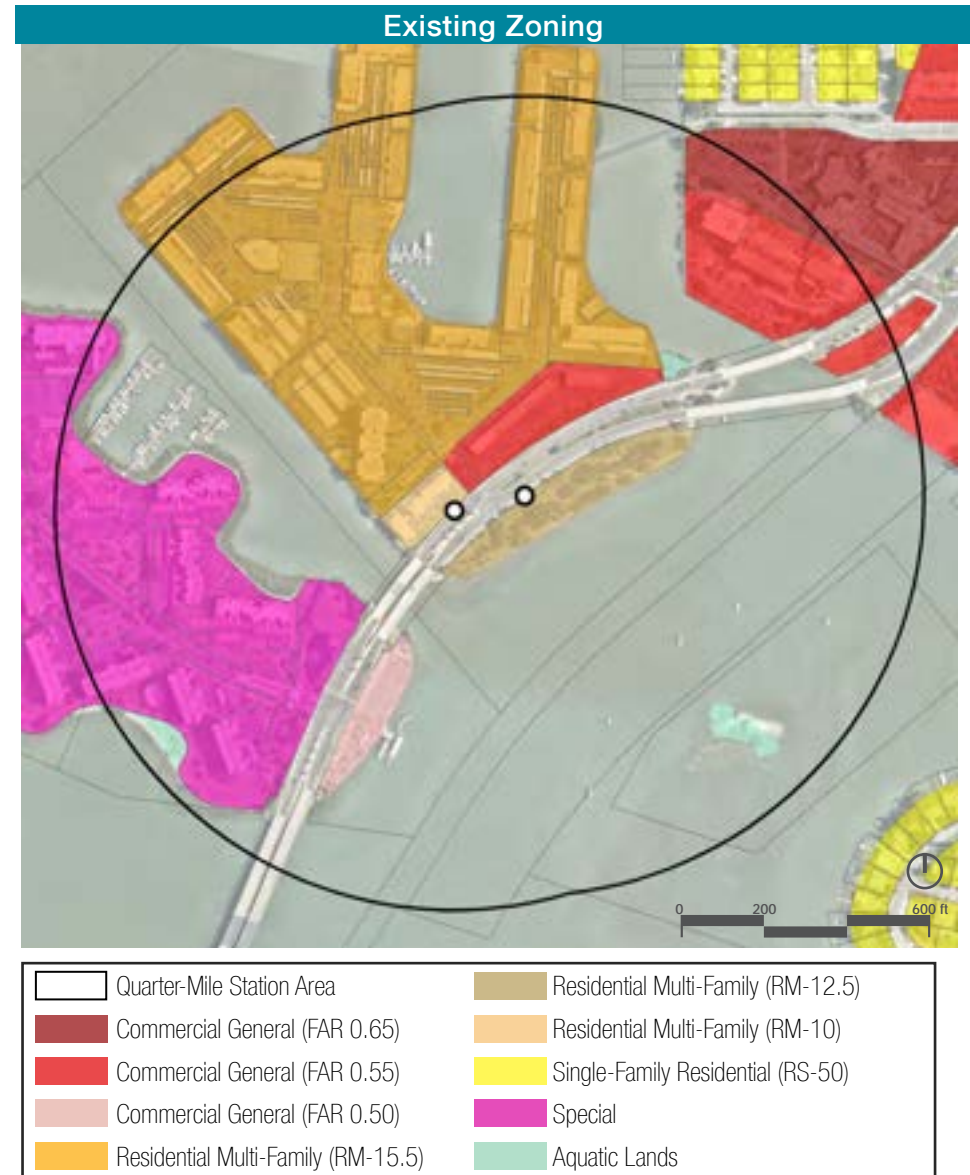 Existing Zoning
0 200 600 ft
Quarter-Mile Station Area
Commercial General (FAR 0.65)
Commercial General (FAR 0.55)
Commercial General (FAR 0.50)
Residential Multi-Family (RM-15.5)
Residential Multi-Family (RM-12.5)
Residential Multi-Family (RM-10)
Single-Family Residential (RS-50)
Special
Aquatic Lands